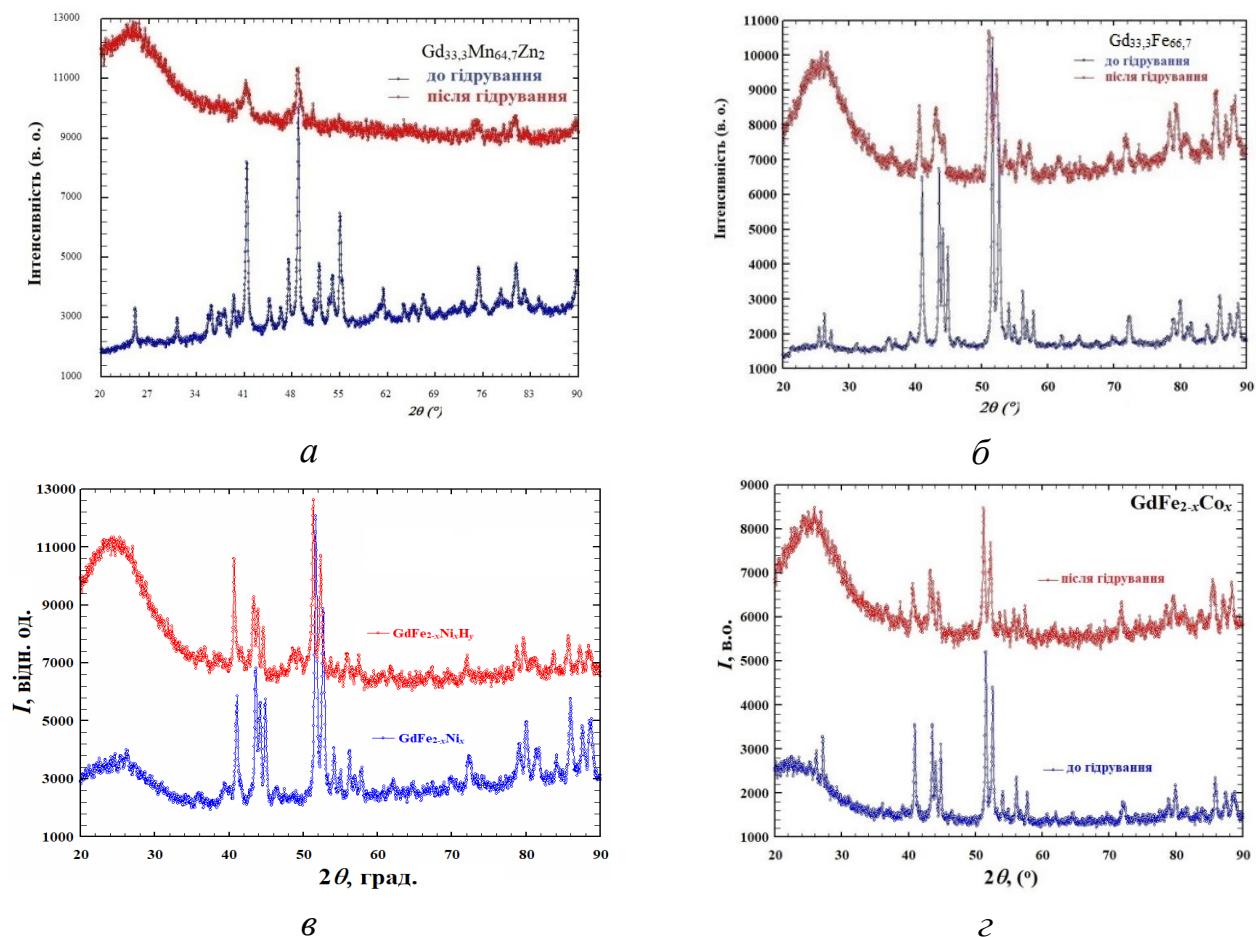 13000
11000
9000
7000
5000
3000
1000
Інтенсивність (в. о.)
Gd33,3Mn64,7Zn2
до гідрування
після гідрування
20 27 34 41 48 55 62 69 76 83 90
2θ (°)
а
11000
10000
9000
8000
7000
6000
5000
4000
3000
2000
1000
Інтенсивність (в. о.)
Gd33,3Fe66,7
до гідрування
після гідрування
20 30 40 50 60 70 80 90
2θ (°)
б
13000
11000
9000
7000
5000
3000
1000
I, відн. од.
GdFe2-xNixHy
GdFe2-xNix
20 30 40 50 60 70 80 90
2θ, град.
в
9000
8000
7000
6000
5000
4000
3000
2000
1000
I, в.о.
GdFe2-xCox
після гідрування
до гідрування
20 30 40 50 60 70 80 90
2θ, (°)
г